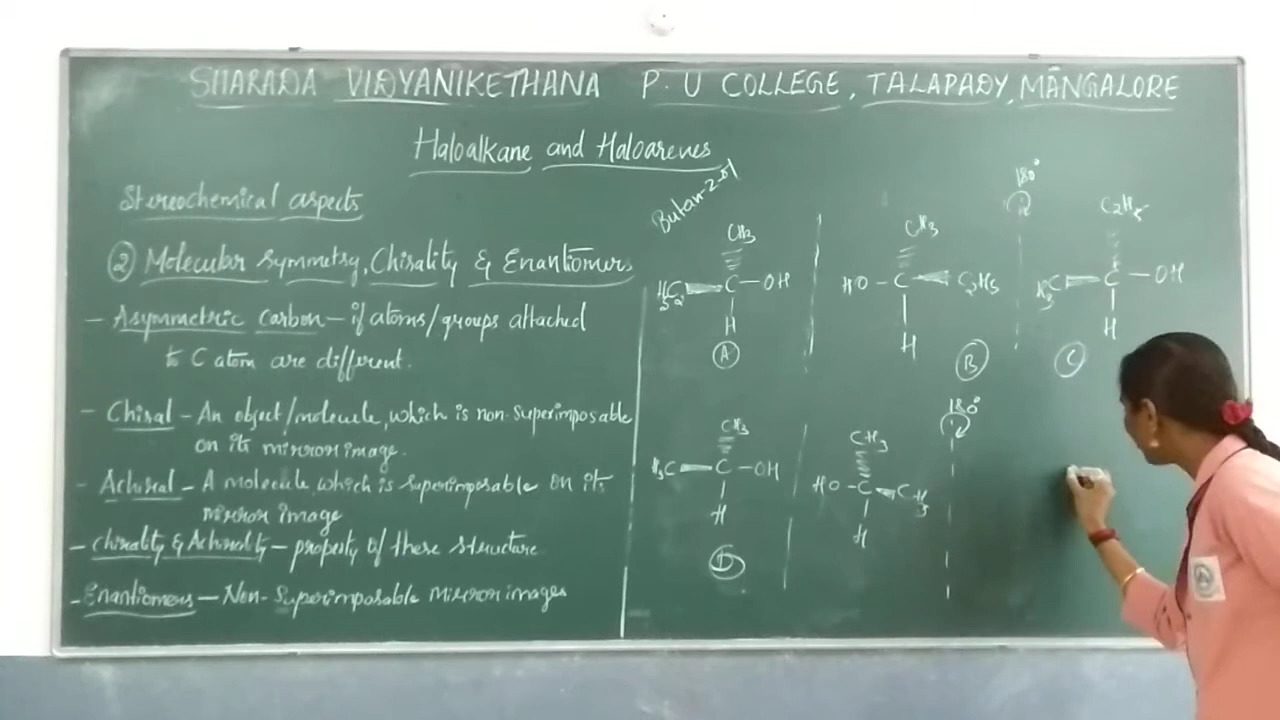 SHARADA VIDYANIKETHANA P.U COLLEGE, TALAPADY, MANGALORE
Haloalkane and Haloarenes
Stereochemical aspects
② Molecular symmetry, Chirality & Enantiomers
- Asymmetric Carbon - if atoms/groups attached
to C atom are different.
- Chiral - An object/molecule, which is non-superimposable
on its mirror image.
- Achiral - A molecule, which is superimposable on its
mirror image
- Chirality & Achirality - property of these structure
- Enantiomers - Non-Superimposable mirror images
Butan-2-ol
CH3
H5C2 C - OH
H
A
CH3
HO - C C2H5
H
B
180°
C2H5
H3C C - OH
H
C
CH3
H3C C - OH
H
D
CH3
HO - C CH3
H
180°